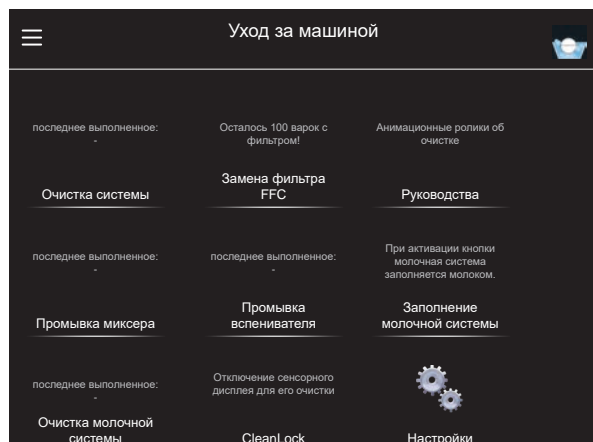 Уход за машиной
последнее выполненное:
-
Очистка системы
Осталось 100 варок с
фильтром!
Замена фильтра
FFC
Анимационные ролики об
очистке
Руководства
последнее выполненное:
-
Промывка миксера
последнее выполненное:
-
Промывка
вспенивателя
При активации кнопки
молочная система
заполняется молоком.
Заполнение
молочной системы
последнее выполненное:
-
Очистка молочной
системы
Отключение сенсорного
дисплея для его очистки
CleanLock
Настройки